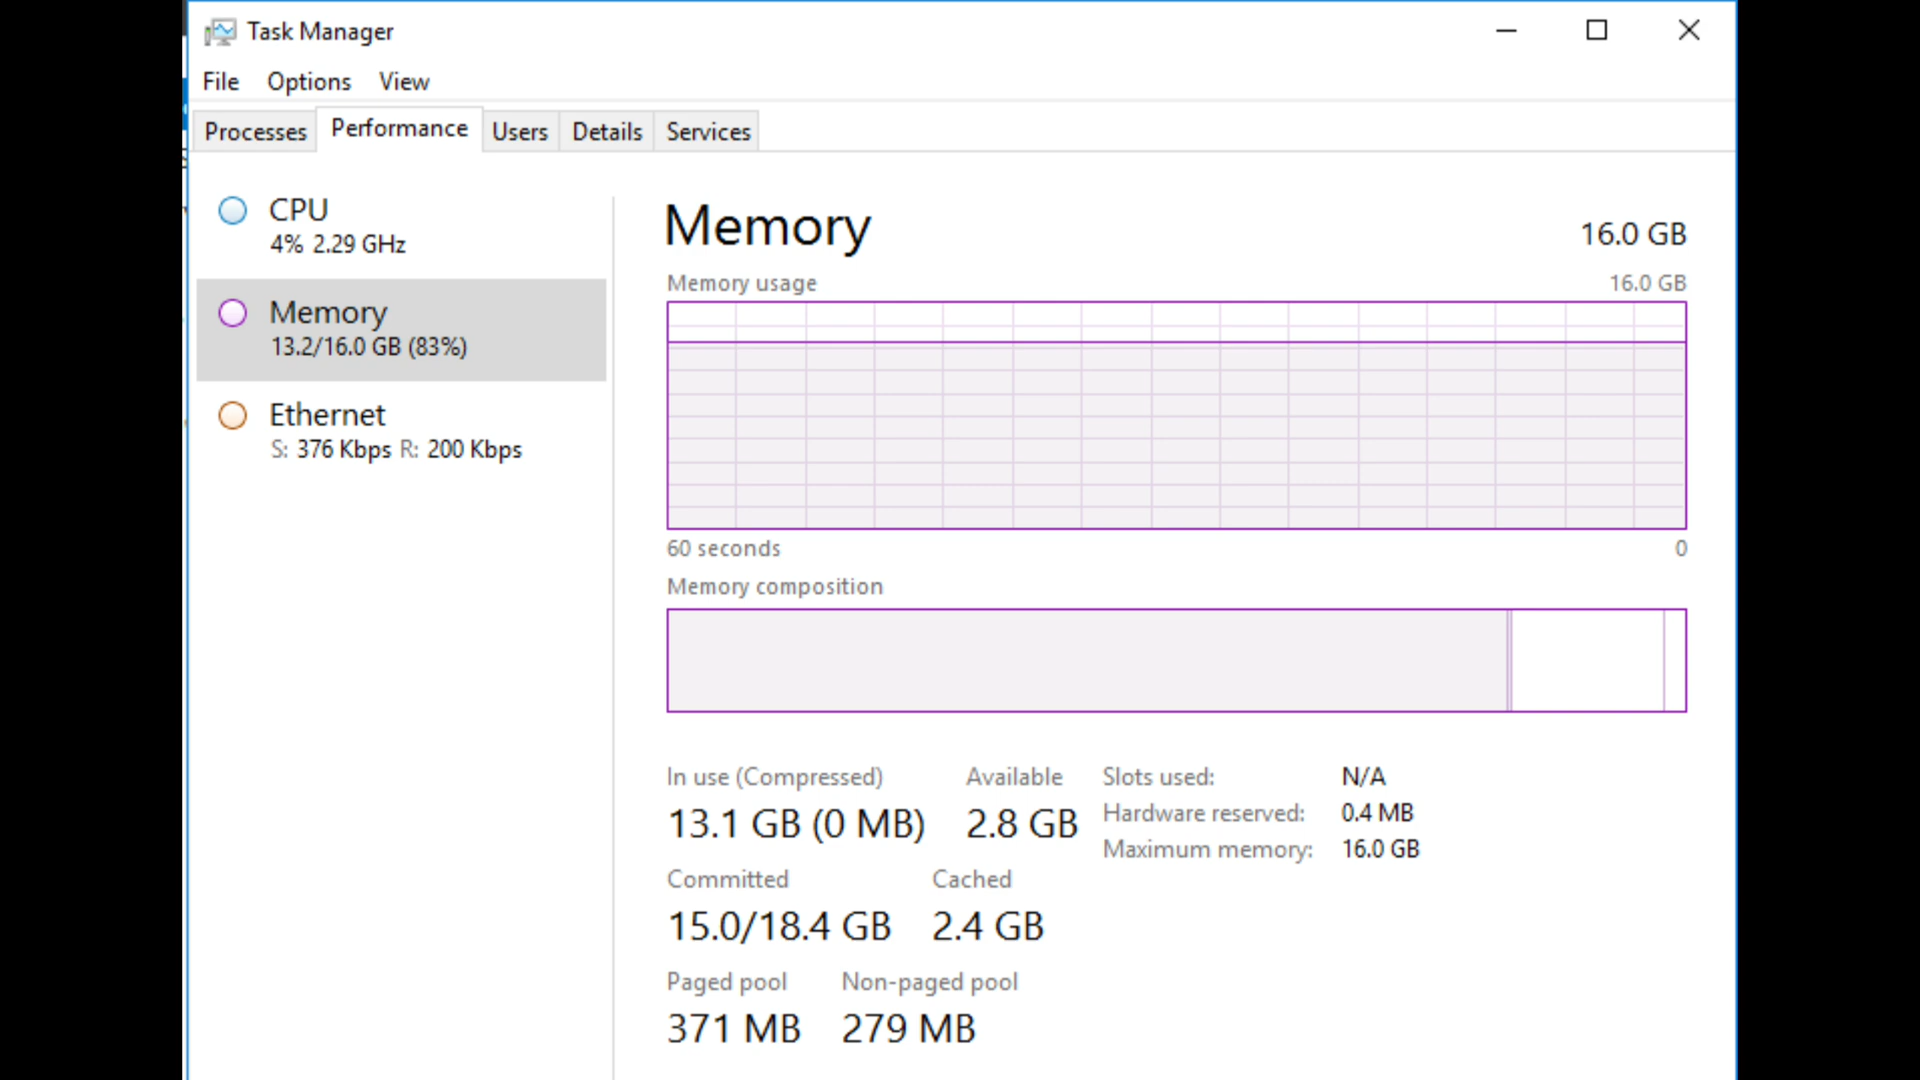 Task Manager
File Options View
Processes Performance Users Details Services
CPU
4% 2.29 GHz
Memory
13.2/16.0 GB (83%)
Ethernet
S: 376 Kbps R: 200 Kbps
Memory 16.0 GB
Memory usage 16.0 GB
60 seconds 0
Memory composition
In use (Compressed) Available
13.1 GB (0 MB) 2.8 GB
Committed Cached
15.0/18.4 GB 2.4 GB
Paged pool Non-paged pool
371 MB 279 MB
Slots used: N/A
Hardware reserved: 0.4 MB
Maximum memory: 16.0 GB